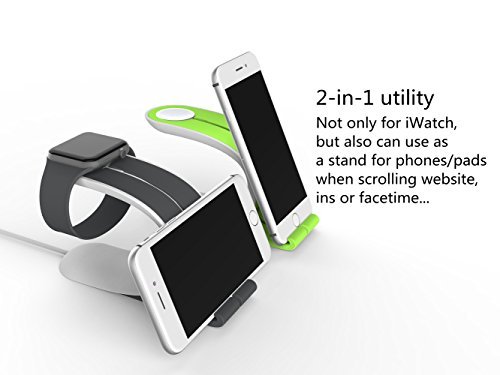 2-in-1 utility
Not only for iWatch,
but also can use as
a stand for phones/pads
when scrolling website,
ins or facetime...